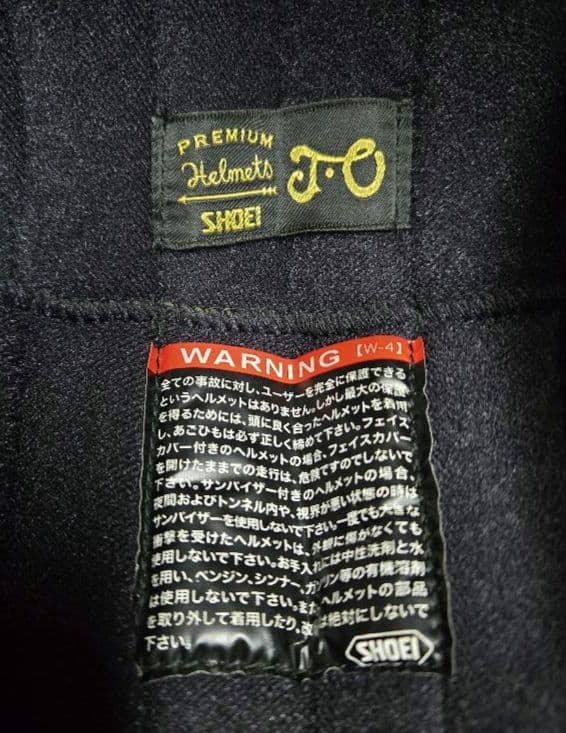 PREMIUM
Helmets
SHOEI
J·O
WARNING 【W-4】
全ての事故に対し、ユーザーを完全に保護できる
というヘルメットはありません。しかし最大の保護
を得るためには、頭に良く合ったヘルメットを着用
し、あごひもは必ず正しく締めて下さい。フェイス
カバー付きのヘルメットの場合、フェイスカバー
を開けたままでの走行は、危険ですのでしないで
下さい。サンバイザー付きのヘルメットの場合、
夜間およびトンネル内や、視界が悪い状態の時は
サンバイザーを使用しないで下さい。一度でも大きな
衝撃を受けたヘルメットは、外観に傷がなくても
使用しないで下さい。お手入れには中性洗剤と水
を用い、ベンジン、シンナー、ガソリン等の有機溶剤
は使用しないで下さい。またヘルメットの部品
を取り外して着用したり、改 は絶対にしないで
下さい。
SHOEI